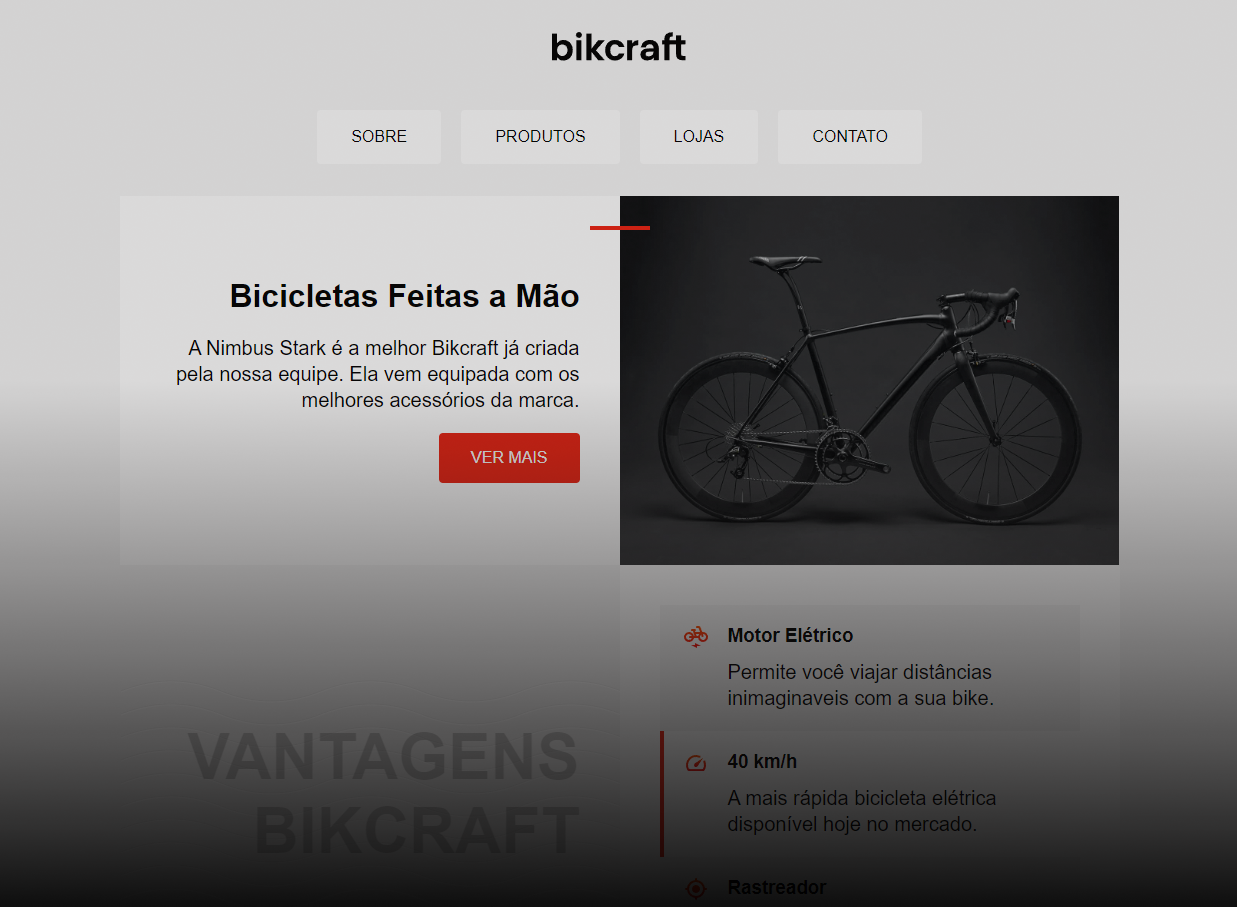 bikcraft
SOBRE
PRODUTOS
LOJAS
CONTATO
Bicicletas Feitas a Mão
A Nimbus Stark é a melhor Bikcraft já criada
pela nossa equipe. Ela vem equipada com os
melhores acessórios da marca.
VER MAIS
VANTAGENS
BIKCRAFT
Motor Elétrico
Permite você viajar distâncias
inimaginaveis com a sua bike.
40 km/h
A mais rápida bicicleta elétrica
disponível hoje no mercado.
Rastreador